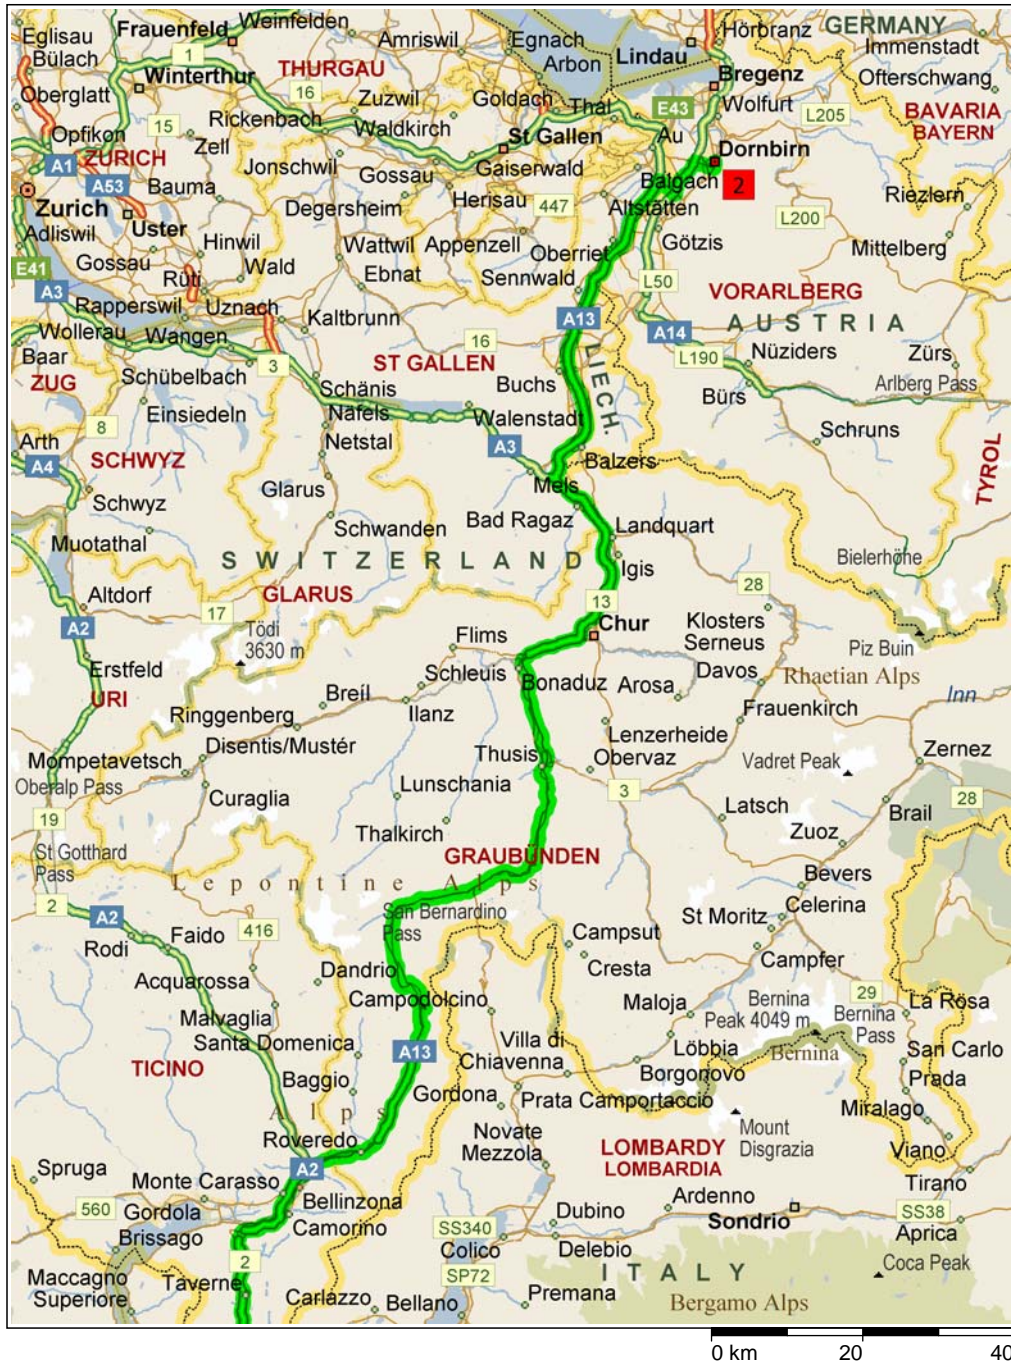 Eglisau
Bülach
Frauenfeld
Weinfelden
Amriswil
Egnach
Arbon
Lindau
Hörbranz
GERMANY
Immenstadt
Ofterschwang
1
Winterthur
THURGAU
Bregenz
Oberglatt
16
Zuzwil
Goldach
Thal
E43
Wolfurt
L205
BAVARIA
BAYERN
Opfikon
15
Rickenbach
Waldkirch
St Gallen
Au
Dornbirn
A1
ZURICH
Zell
Jonschwil
Gossau
Gaiserwald
Balgach
2
A53
Bauma
Riezlern
Zurich
Uster
Degersheim
Herisau
447
Altstätten
L200
Adliswil
Hinwil
Wattwil
Appenzell
Oberriet
Götzis
Mittelberg
Gossau
Wald
Ebnat
Sennwald
E41
Rüti
L50
A3
Rapperswil
Uznach
VORARLBERG
Kaltbrunn
A13
A14
AUSTRIA
Wollerau
Wangen
16
L190
Nüziders
Zürs
Baar
ZUG
3
ST GALLEN
LIECH.
Arlberg Pass
Schübelbach
Schänis
Buchs
Bürs
Einsiedeln
Näfels
Walenstadt
8
Netstal
Schruns
Arth
A3
Balzers
TYROL
A4
SCHWYZ
Mels
Glarus
Schwyz
Bad Ragaz
Schwanden
Landquart
Muotathal
SWITZERLAND
Bielerhöhe
Igis
Altdorf
GLARUS
28
17
13
A2
Tödi
3630 m
Chur
Klosters
Serneus
Flims
Piz Buin
Erstfeld
Schleuis
Davos
Rhaetian Alps
URI
Breíl
Bonaduz
Arosa
Inn
Ringgenberg
Ilanz
Frauenkirch
Disentis/Mustér
Lenzerheide
Obervaz
Thusis
Zernez
Mompetavetsch
Vadret Peak
Oberalp Pass
Lunschania
3
Curaglia
28
Latsch
Brail
19
Thalkirch
Zuoz
St Gotthard
Pass
GRAUBÜNDEN
Bevers
Lepontine Alps
Celerina
2
A2
San Bernardino
Pass
St Moritz
416
Rodi
Faido
Campsut
Campfer
Acquarossa
Dandrio
Cresta
Campodolcino
29
Maloja
Bernina
Peak 4049 m
Bernina
Pass
La Rösa
Malvaglia
Santa Domenica
Villa di
Chiavenna
Löbbia
Bernina
San Carlo
A13
TICINO
Borgonovo
Baggio
Gordona
Prata Camportaccio
Prada
Alps
Miralago
Roveredo
Novate
Mezzola
Mount
Disgrazia
LOMBARDY
LOMBARDIA
Viano
A2
Spruga
Monte Carasso
Tirano
Bellinzona
Ardenno
560
Gordola
Dubino
Sondrio
SS38
Camorino
SS340
Brissago
Colico
Delebio
Aprica
2
ITALY
Coca Peak
Maccagno
Superiore
Taverne
SP72
Carlazzo
Bellano
Premana
Bergamo Alps
0 km 20 40